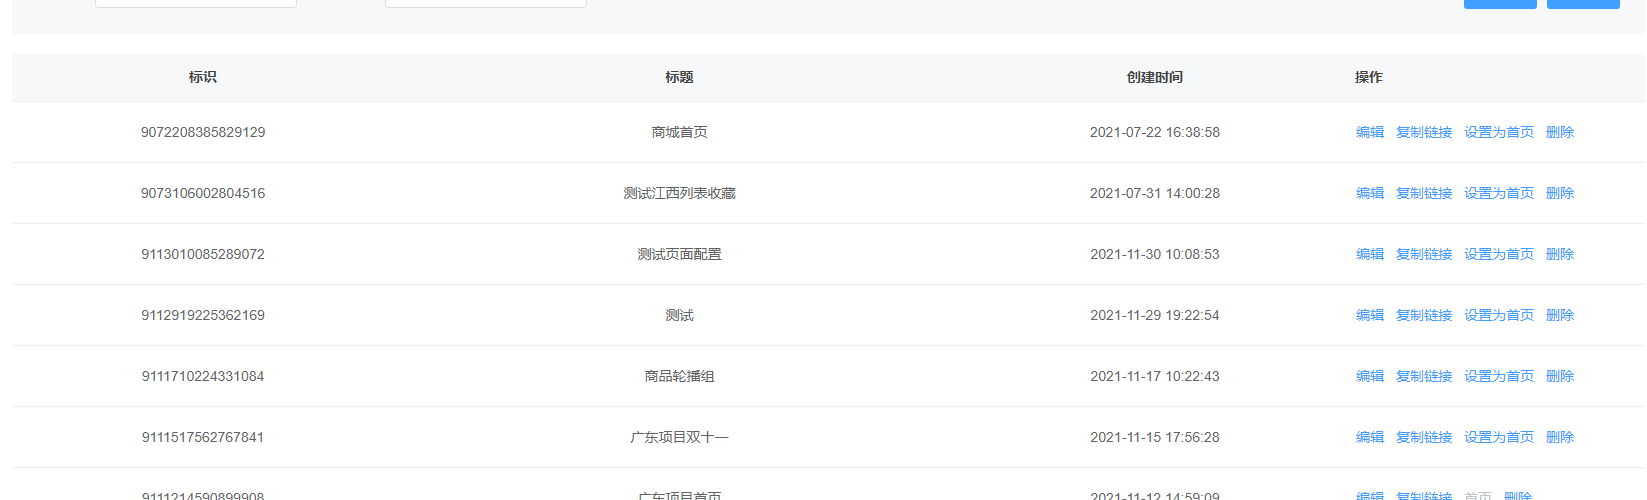 标识 标题 创建时间 操作
9072208385829129 商城首页 2021-07-22 16:38:58 编辑 复制链接 设置为首页 删除
9073106002804516 测试江西列表收藏 2021-07-31 14:00:28 编辑 复制链接 设置为首页 删除
9113010085289072 测试页面配置 2021-11-30 10:08:53 编辑 复制链接 设置为首页 删除
9112919225362169 测试 2021-11-29 19:22:54 编辑 复制链接 设置为首页 删除
9111710224331084 商品轮播组 2021-11-17 10:22:43 编辑 复制链接 设置为首页 删除
9111517562767841 广东项目双十一 2021-11-15 17:56:28 编辑 复制链接 设置为首页 删除
9111214590899908 广东项目首页 2021-11-12 14:59:09 编辑 复制链接 首页 删除